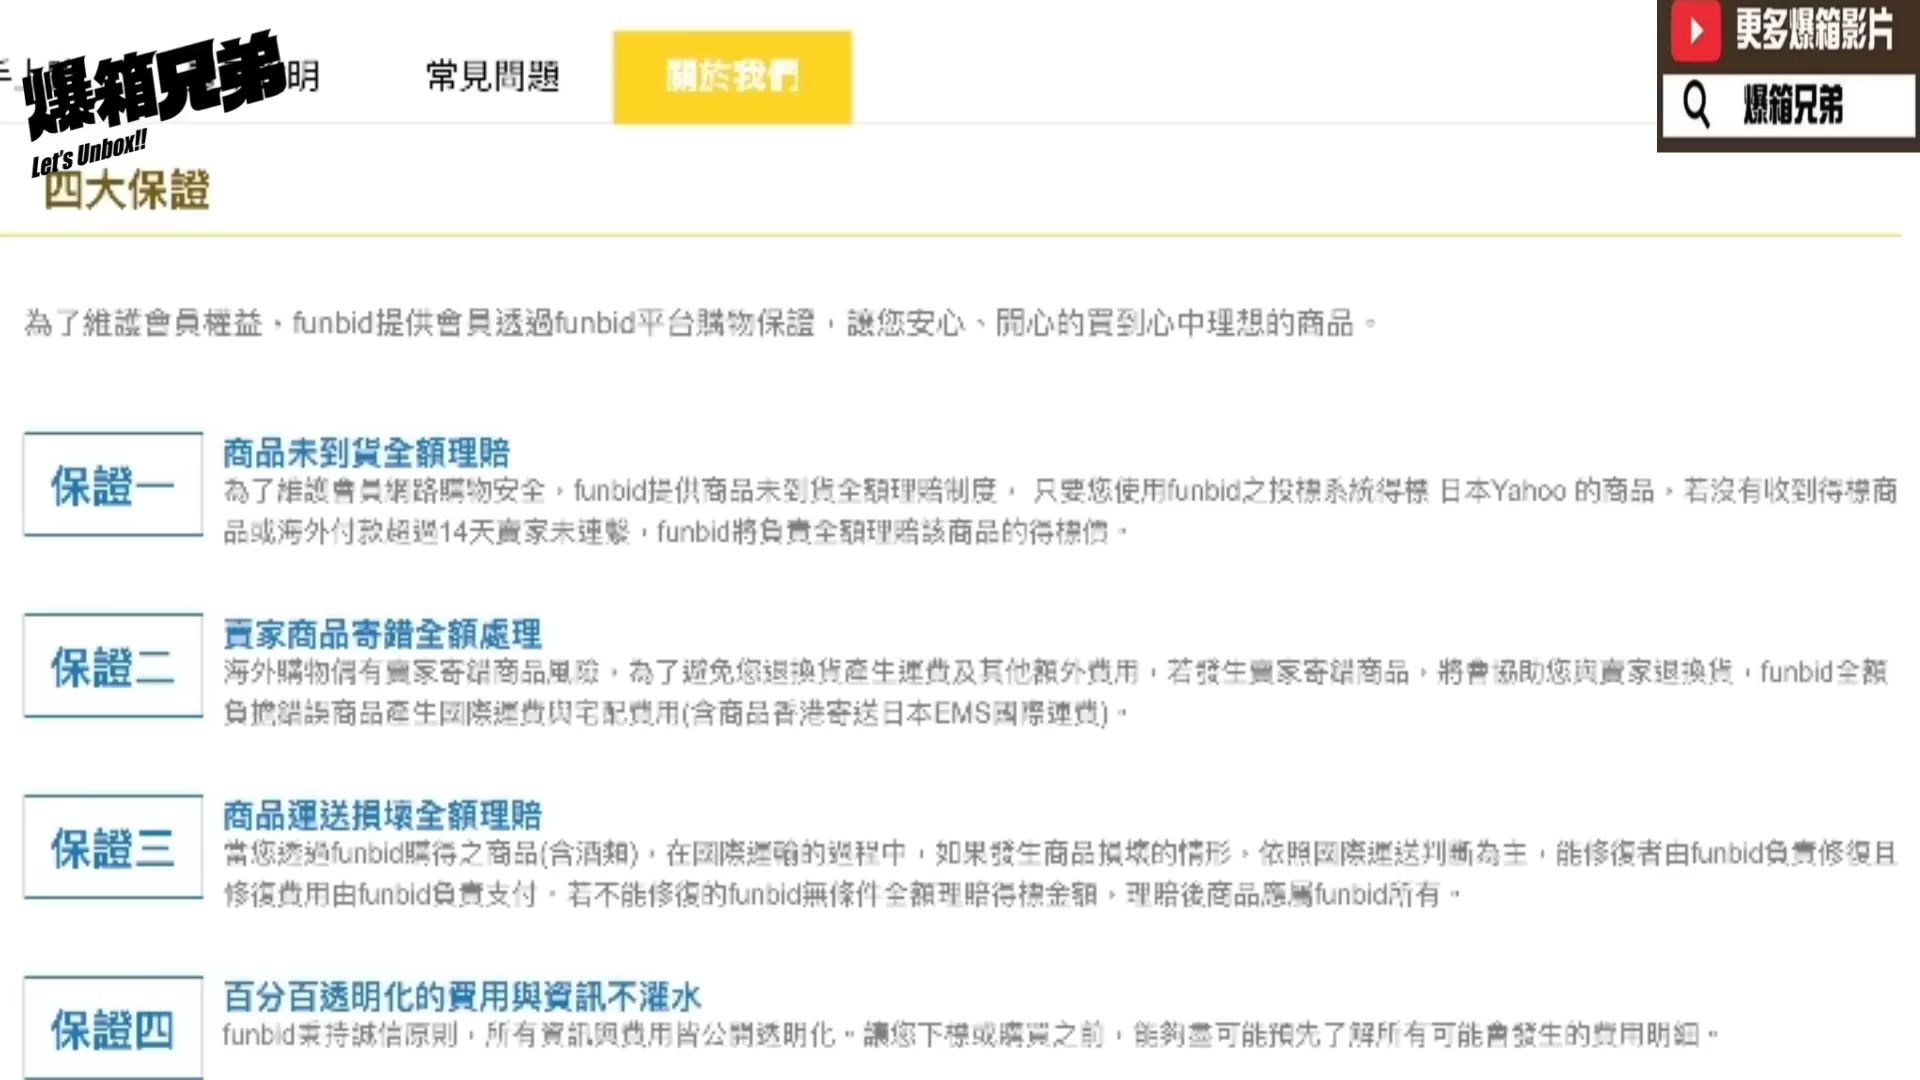 爆箱兄弟
Let's Unbox!!
明
常見問題
關於我們
更多爆箱影片
爆箱兄弟
四大保證
為了維護會員權益，funbid提供會員透過funbid平台購物保證，讓您安心、開心的買到心中理想的商品。
保證一
商品未到貨全額理賠
為了維護會員網路購物安全，funbid提供商品未到貨全額理賠制度， 只要您使用funbid之投標系統得標 日本Yahoo 的商品，若沒有收到得標商
品或海外付款超過14天賣家未連繫，funbid將負責全額理賠該商品的得標價。
保證二
賣家商品寄錯全額處理
海外購物偶有賣家寄錯商品風險，為了避免您退換貨產生運費及其他額外費用，若發生賣家寄錯商品，將會協助您與賣家退換貨，funbid全額
負擔錯誤商品產生國際運費與宅配費用(含商品香港寄送日本EMS國際運費)。
保證三
商品運送損壞全額理賠
當您透過funbid購得之商品(含酒類)，在國際運輸的過程中，如果發生商品損壞的情形，依照國際運送判斷為主，能修復者由funbid負責修復且
修復費用由funbid負責支付。若不能修復的funbid無條件全額理賠得標金額，理賠後商品應屬funbid所有。
保證四
百分百透明化的費用與資訊不灌水
funbid秉持誠信原則，所有資訊與費用皆公開透明化。讓您下標或購買之前，能夠盡可能預先了解所有可能會發生的費用明細。